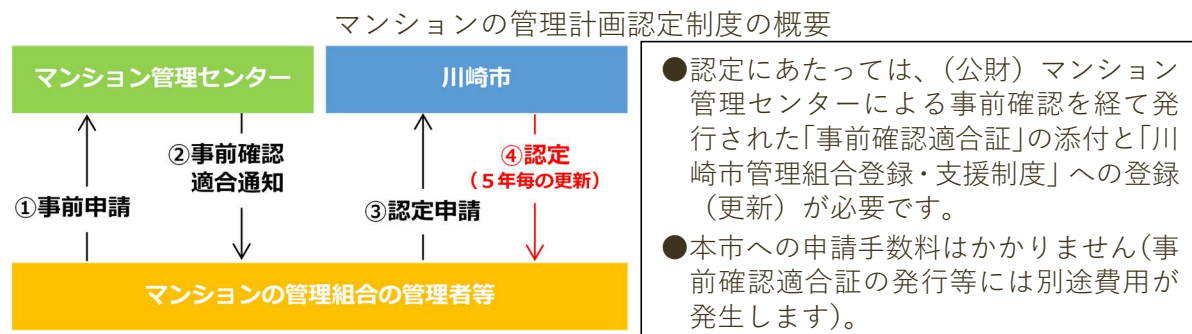 マンションの管理計画認定制度の概要
マンション管理センター
川崎市
①事前申請
②事前確認
適合通知
③認定申請
④認定
（５年毎の更新）
マンションの管理組合の管理者等
●認定にあたっては、（公財）マンション
管理センターによる事前確認を経て発
行された「事前確認適合証」の添付と「川
崎市管理組合登録・支援制度」への登録
（更新）が必要です。
●本市への申請手数料はかかりません(事
前確認適合証の発行等には別途費用が
発生します)。